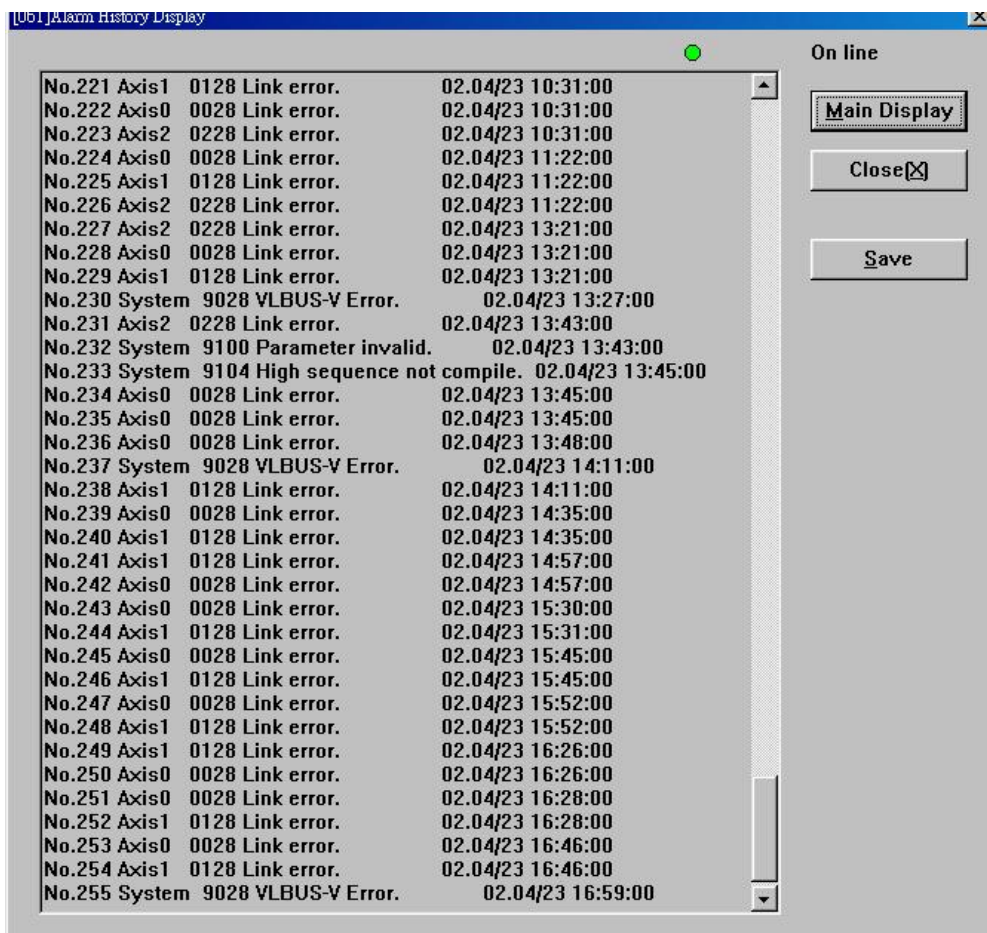 [061]Alarm History Display
On line
No.221 Axis1 0128 Link error. 02.04/23 10:31:00
No.222 Axis0 0028 Link error. 02.04/23 10:31:00
No.223 Axis2 0228 Link error. 02.04/23 10:31:00
No.224 Axis0 0028 Link error. 02.04/23 11:22:00
No.225 Axis1 0128 Link error. 02.04/23 11:22:00
No.226 Axis2 0228 Link error. 02.04/23 11:22:00
No.227 Axis2 0228 Link error. 02.04/23 13:21:00
No.228 Axis0 0028 Link error. 02.04/23 13:21:00
No.229 Axis1 0128 Link error. 02.04/23 13:21:00
No.230 System 9028 VLBUS-V Error. 02.04/23 13:27:00
No.231 Axis2 0228 Link error. 02.04/23 13:43:00
No.232 System 9100 Parameter invalid. 02.04/23 13:43:00
No.233 System 9104 High sequence not compile. 02.04/23 13:45:00
No.234 Axis0 0028 Link error. 02.04/23 13:45:00
No.235 Axis0 0028 Link error. 02.04/23 13:45:00
No.236 Axis0 0028 Link error. 02.04/23 13:48:00
No.237 System 9028 VLBUS-V Error. 02.04/23 14:11:00
No.238 Axis1 0128 Link error. 02.04/23 14:11:00
No.239 Axis0 0028 Link error. 02.04/23 14:35:00
No.240 Axis1 0128 Link error. 02.04/23 14:35:00
No.241 Axis1 0128 Link error. 02.04/23 14:57:00
No.242 Axis0 0028 Link error. 02.04/23 14:57:00
No.243 Axis0 0028 Link error. 02.04/23 15:30:00
No.244 Axis1 0128 Link error. 02.04/23 15:31:00
No.245 Axis0 0028 Link error. 02.04/23 15:45:00
No.246 Axis1 0128 Link error. 02.04/23 15:45:00
No.247 Axis0 0028 Link error. 02.04/23 15:52:00
No.248 Axis1 0128 Link error. 02.04/23 15:52:00
No.249 Axis1 0128 Link error. 02.04/23 16:26:00
No.250 Axis0 0028 Link error. 02.04/23 16:26:00
No.251 Axis0 0028 Link error. 02.04/23 16:28:00
No.252 Axis1 0128 Link error. 02.04/23 16:28:00
No.253 Axis0 0028 Link error. 02.04/23 16:46:00
No.254 Axis1 0128 Link error. 02.04/23 16:46:00
No.255 System 9028 VLBUS-V Error. 02.04/23 16:59:00
Main Display
Close(X)
Save